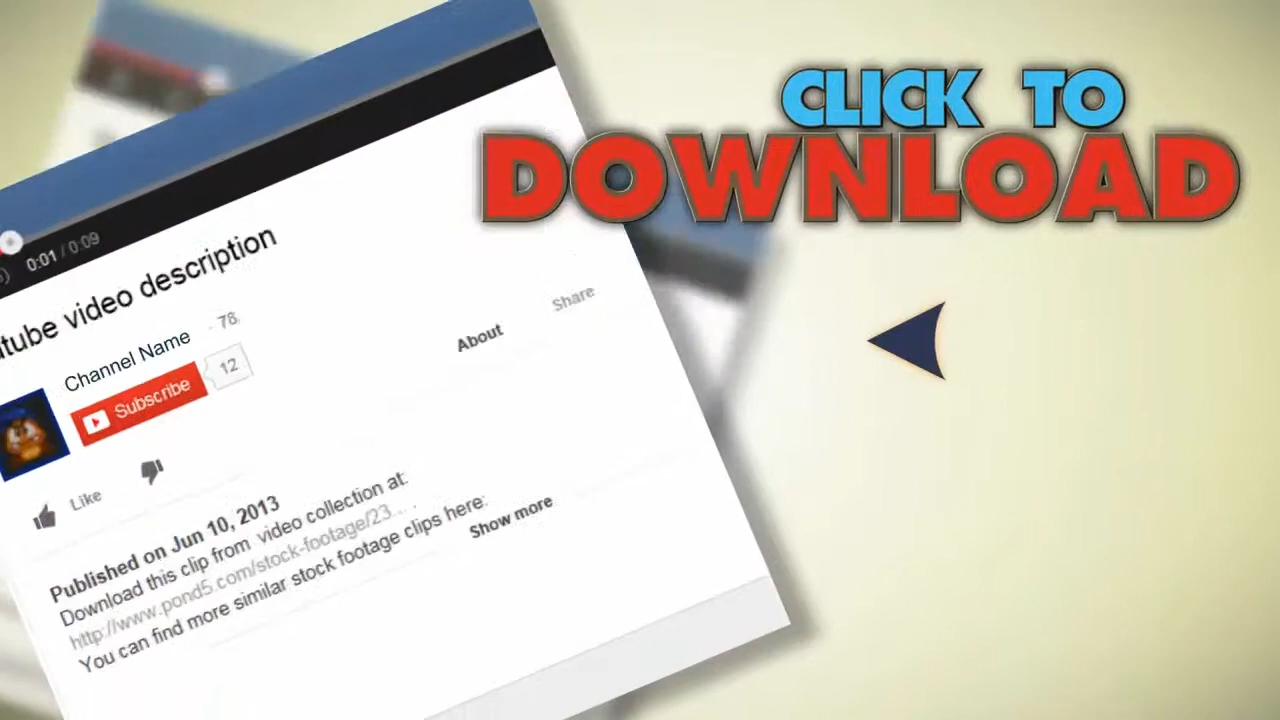 CLICK TO
DOWNLOAD
0:01 / 0:09
video description
Channel Name
78
Subscribe
12
About
Share
Like
Published on Jun 10, 2013
Download this clip from video collection at:
http://www.pond5.com/stock-footage/23...
You can find more similar stock footage clips here:
Show more